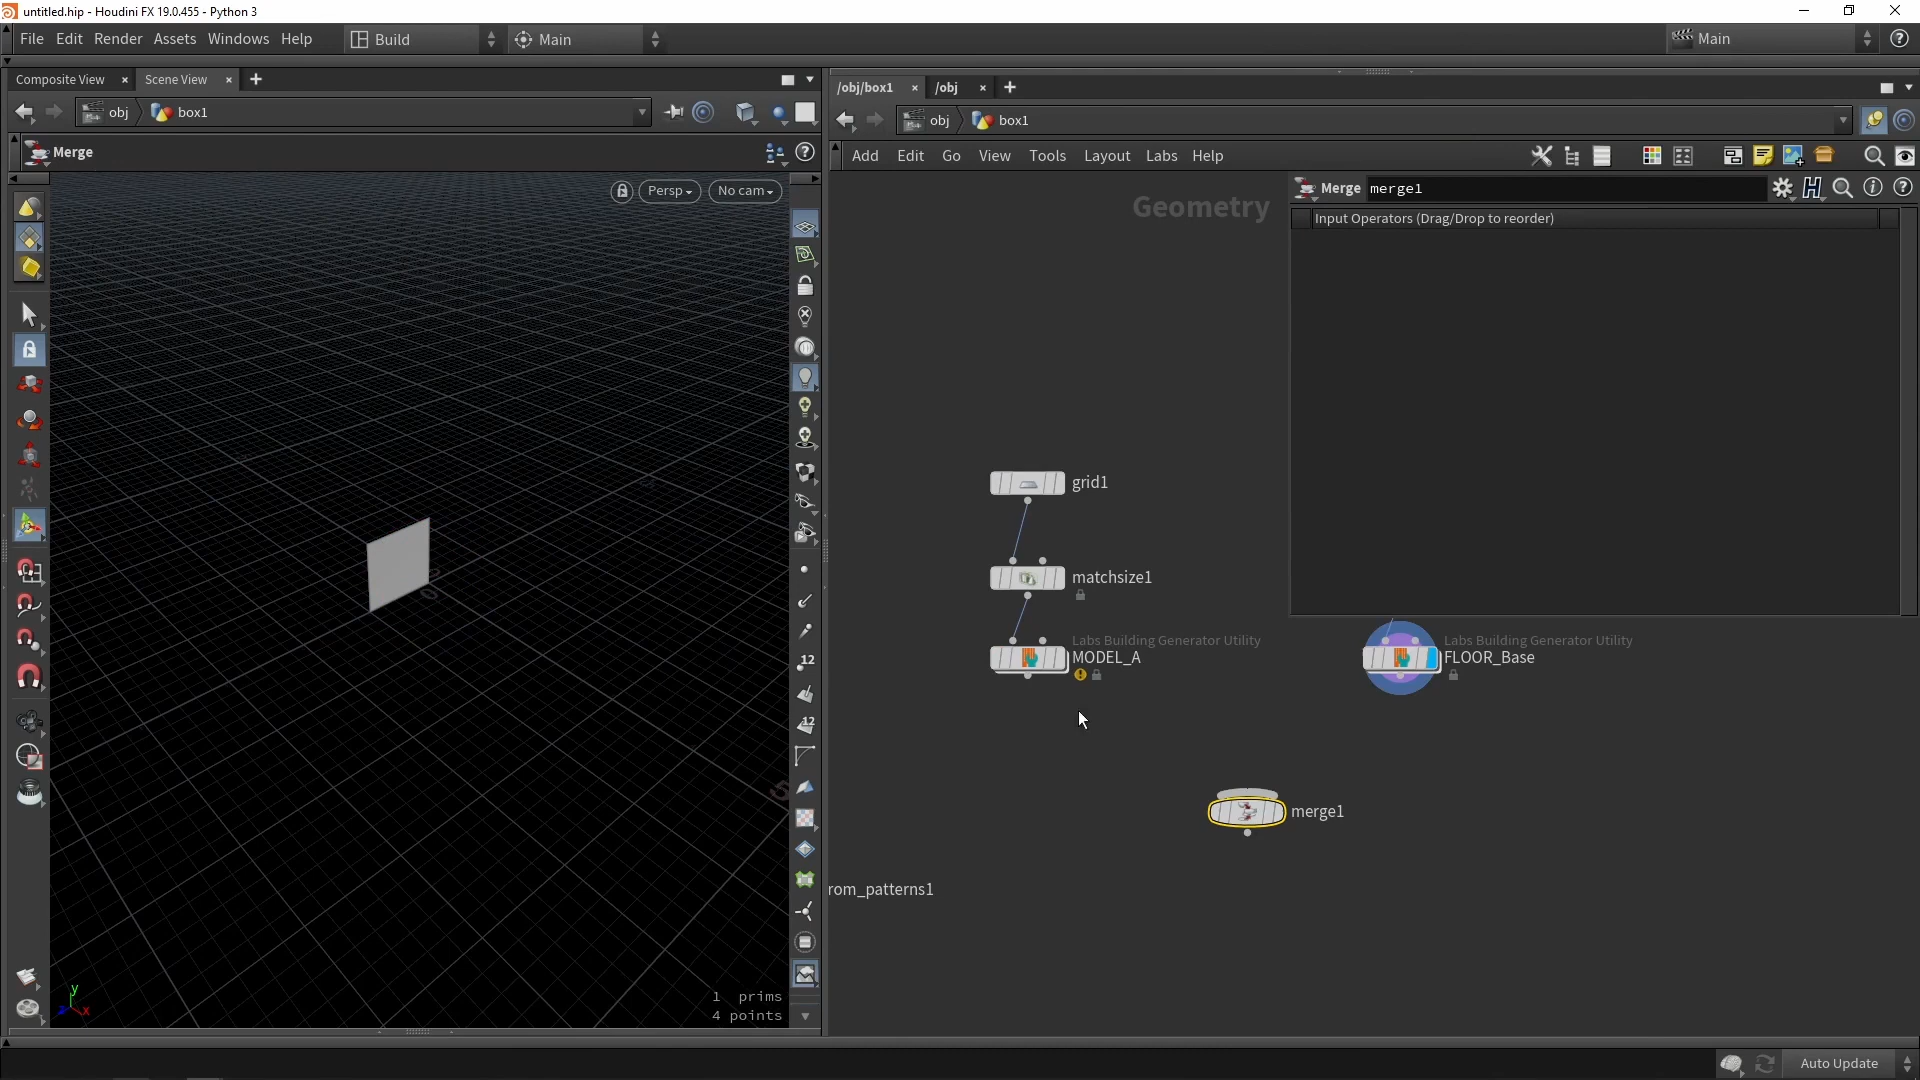 untitled.hip - Houdini FX 19.0.455 - Python 3
File Edit Render Assets Windows Help
Build
Main
Main
Composite View
Scene View
obj
box1
Merge
Persp
No cam
12
12
1 prims
4 points
/obj/box1
/obj
obj
box1
Add Edit Go View Tools Layout Labs Help
Geometry
Merge
merge1
Input Operators (Drag/Drop to reorder)
grid1
matchsize1
Labs Building Generator Utility
MODEL_A
Labs Building Generator Utility
FLOOR_Base
merge1
rom_patterns1
Auto Update